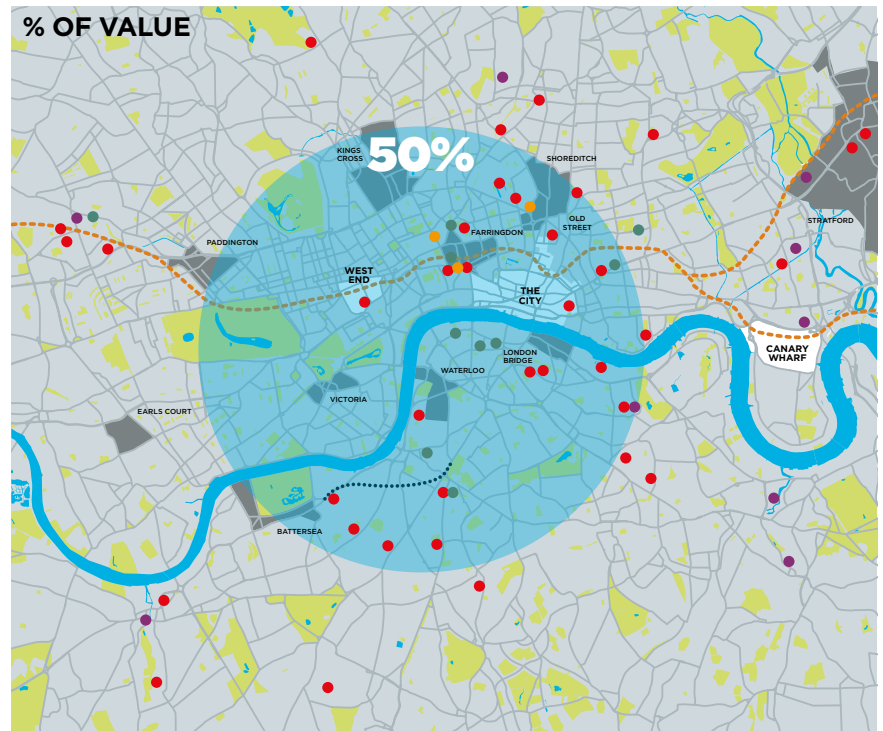 % OF VALUE
50%
KINGS
CROSS
SHOREDITCH
OLD
STREET
FARRINGDON
STRATFORD
PADDINGTON
WEST
END
THE
CITY
LONDON
BRIDGE
CANARY
WHARF
WATERLOO
VICTORIA
EARLS COURT
BATTERSEA